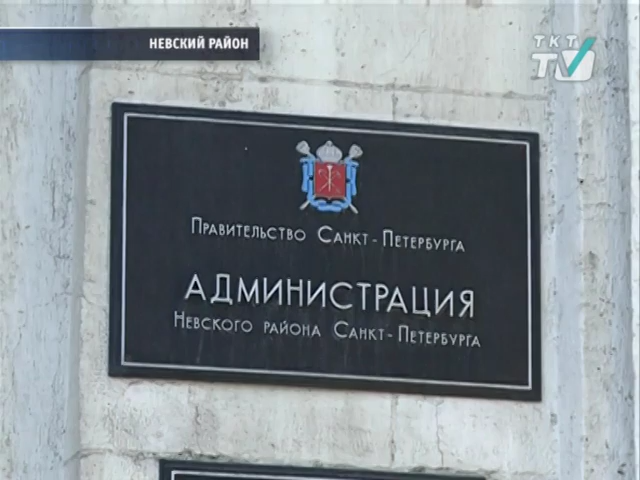 НЕВСКИЙ РАЙОН
ТКТ
TV
Правительство Санкт-Петербурга
АДМИНИСТРАЦИЯ
Невского района Санкт-Петербурга